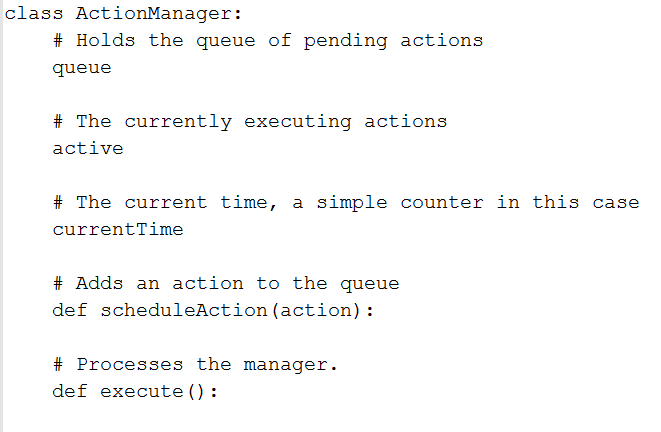 class ActionManager:
    # Holds the queue of pending actions
    queue

    # The currently executing actions
    active

    # The current time, a simple counter in this case
    currentTime

    # Adds an action to the queue
    def scheduleAction(action):

    # Processes the manager.
    def execute():